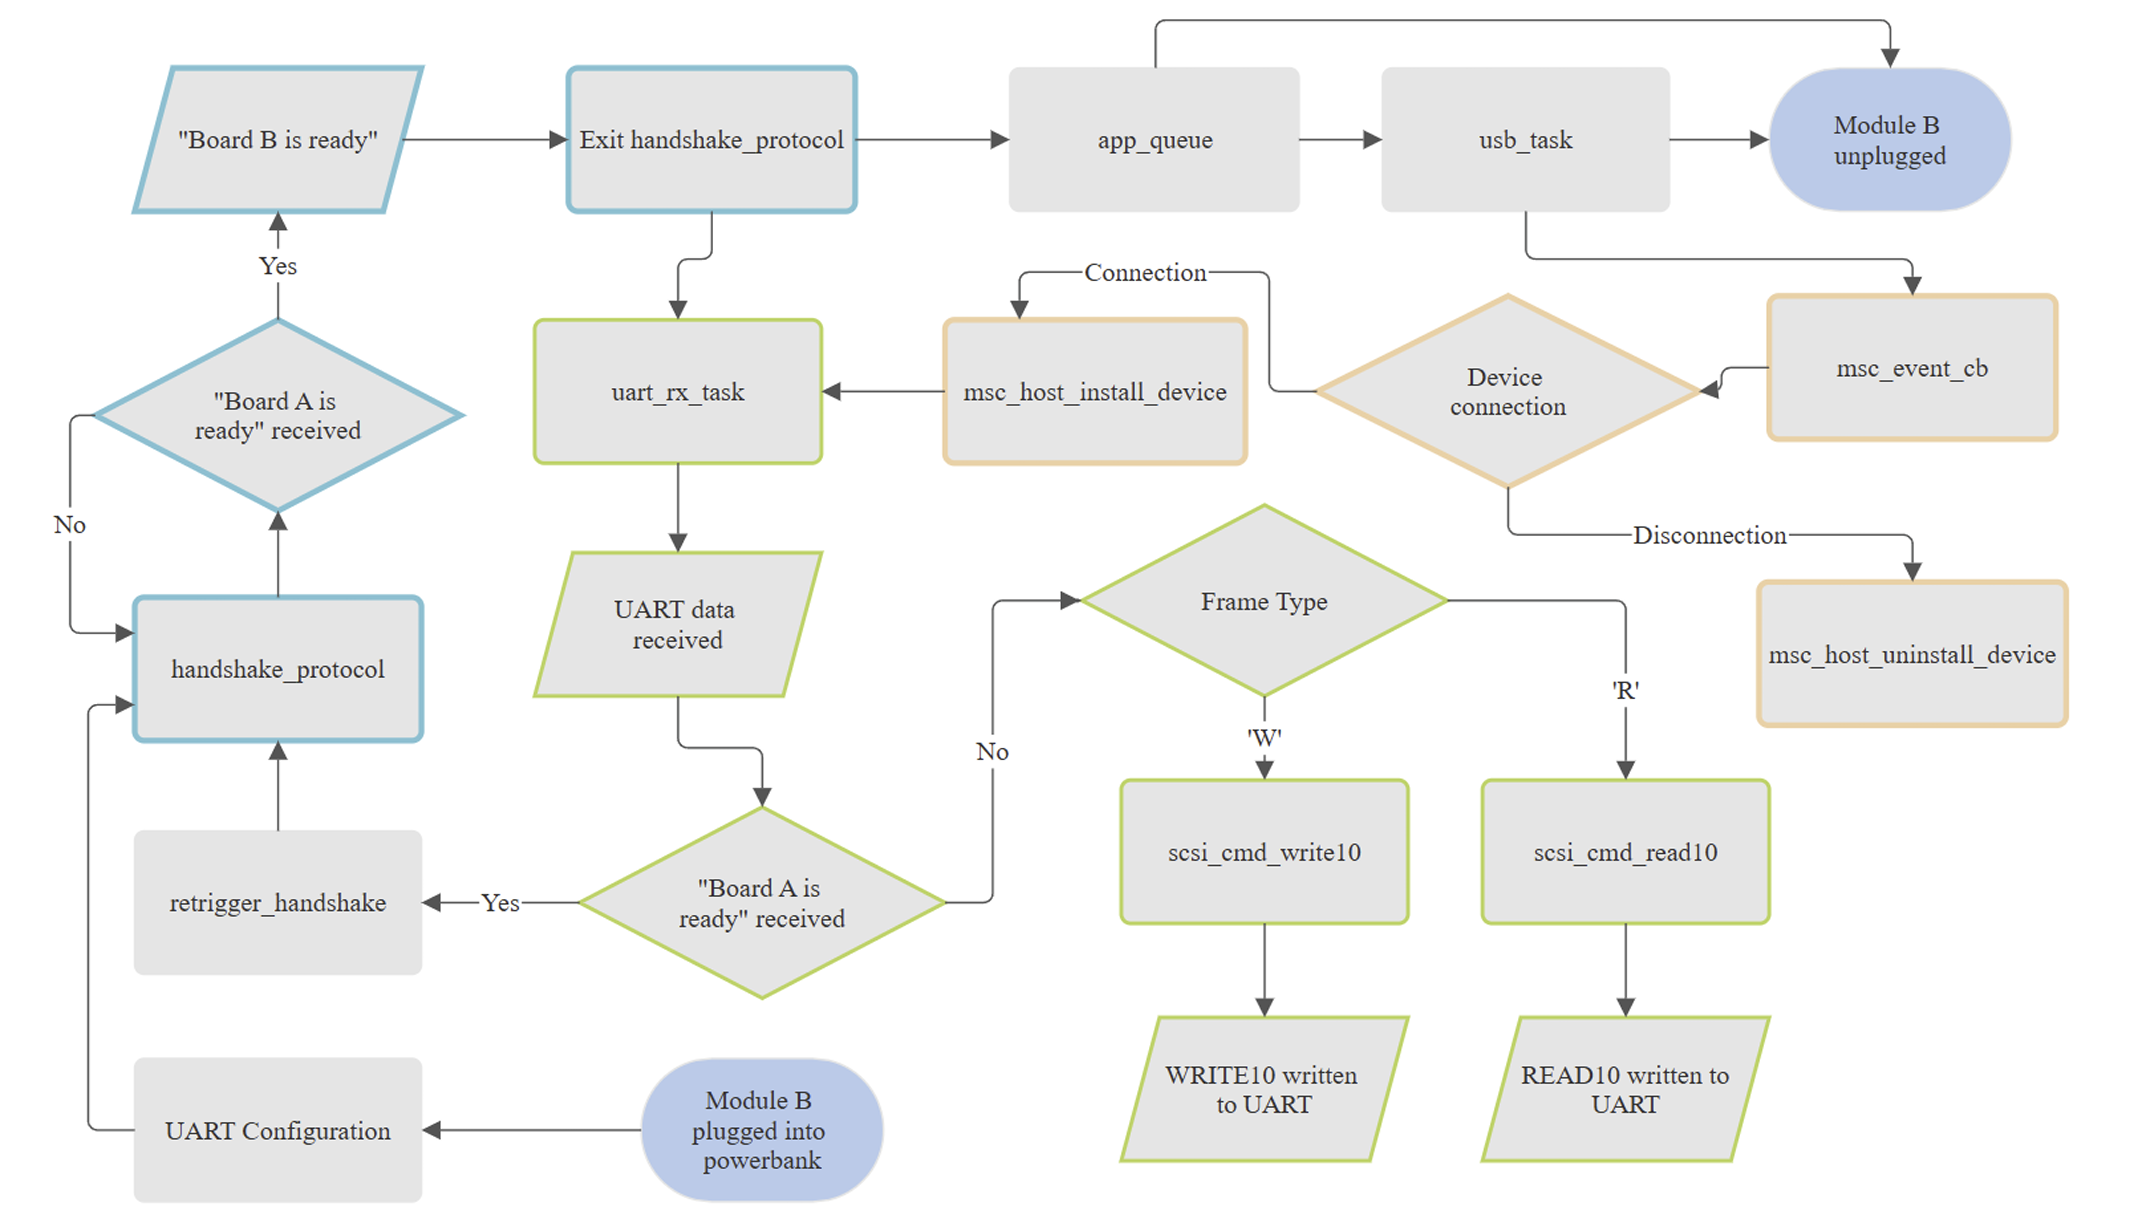 "Board B is ready"
Exit handshake_protocol
app_queue
usb_task
Module B
unplugged
Yes
Connection
"Board A is
ready" received
uart_rx_task
msc_host_install_device
Device
connection
msc_event_cb
No
Disconnection
handshake_protocol
UART data
received
Frame Type
msc_host_uninstall_device
'R'
'W'
No
retrigger_handshake
Yes
"Board A is
ready" received
scsi_cmd_write10
scsi_cmd_read10
UART Configuration
Module B
plugged into
powerbank
WRITE10 written
to UART
READ10 written to
UART